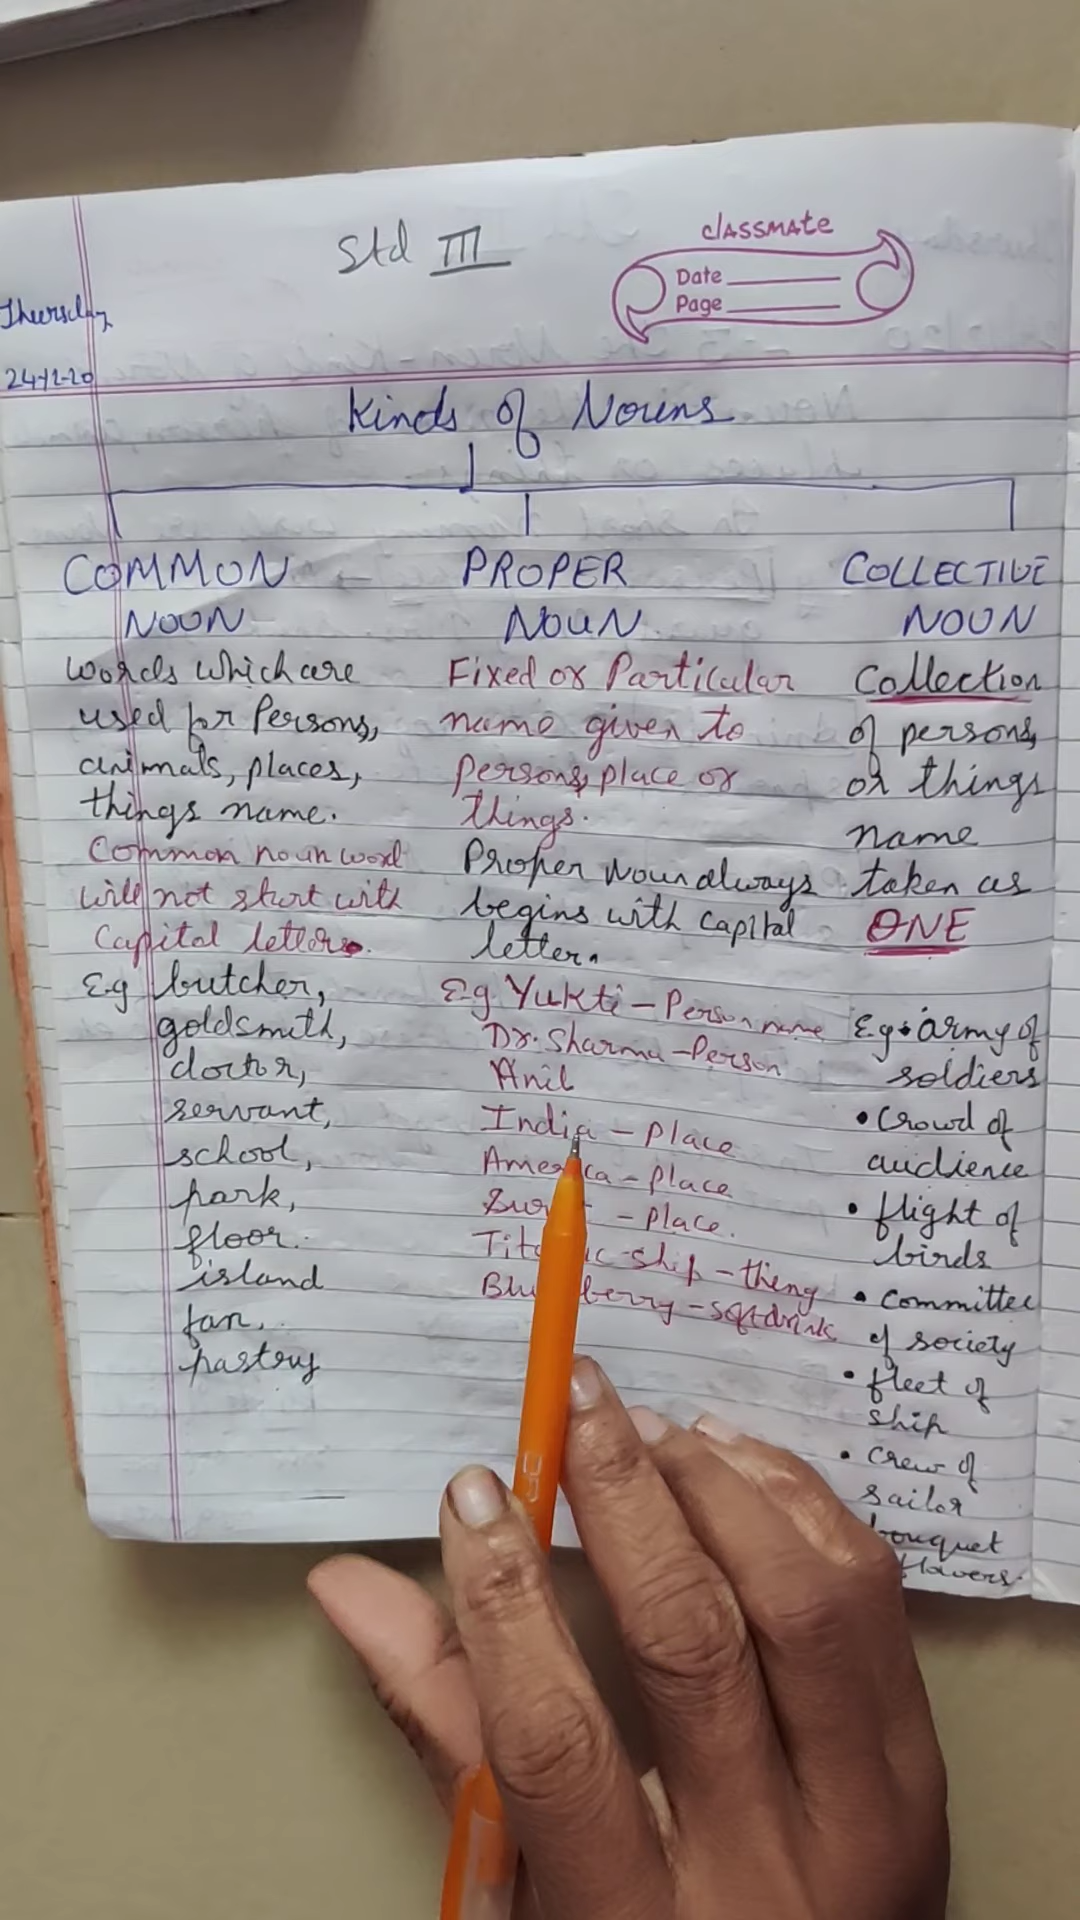 Std III
classmate
Date
Page
Thursday
24-12-20
Kinds of Nouns
COMMON
NOUN
words which are
used for Persons,
animals, places,
things name.
Common noun word
will not start with
Capital letters.
E.g butcher,
goldsmith,
doctor,
servant,
school,
park,
floor.
island
fan,
pastry
PROPER
NOUN
Fixed or Particular
name given to
persons, place or
things.
Proper Noun always
begins with capital
letter.
E.g Yukti - Person name
Dr. Sharma - Person
Anil
India - Place
America - Place
- Place.
ship - thing
berry - soft drink
COLLECTIVE
NOUN
Collection
of persons,
or things
name
taken as
ONE
Eg • army of
soldiers
• Crowd of
audience
• flight of
birds
• committee
of society
• fleet of
ship
• crew of
sailor
bouquet
flowers.